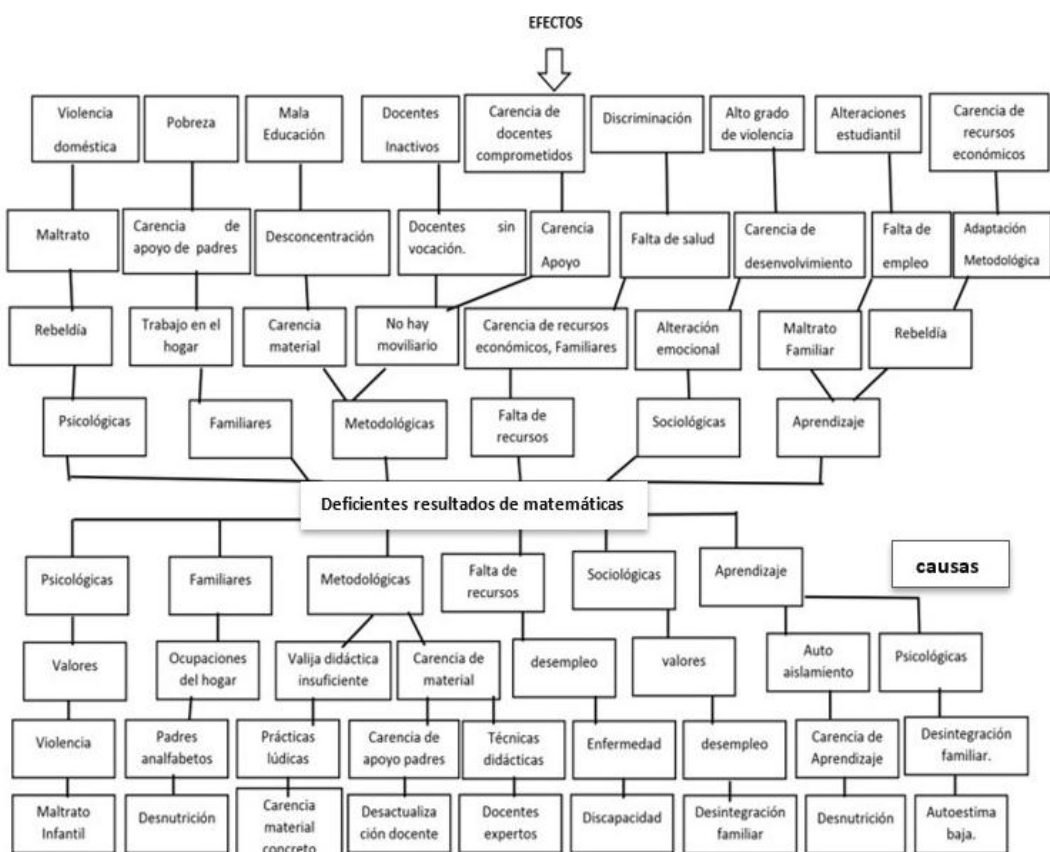 EFECTOS
Violencia
doméstica
Pobreza
Mala
Educación
Docentes
Inactivos
Carencia de
docentes
comprometidos
Discriminación
Alto grado
de violencia
Alteraciones
estudiantil
Carencia de
recursos
económicos
Maltrato
Carencia de
apoyo de padres
Desconcentración
Docentes sin
vocación.
Carencia
Apoyo
Falta de salud
Carencia de
desenvolvimiento
Falta de
empleo
Adaptación
Metodológica
Rebeldía
Trabajo en el
hogar
Carencia
material
No hay
moviliario
Carencia de recursos
económicos, Familiares
Alteración
emocional
Maltrato
Familiar
Rebeldía
Psicológicas
Familiares
Metodológicas
Falta de
recursos
Sociológicas
Aprendizaje
Deficientes resultados de matemáticas
causas
Psicológicas
Familiares
Metodológicas
Falta de
recursos
Sociológicas
Aprendizaje
Valores
Ocupaciones
del hogar
Valija didáctica
insuficiente
Carencia de
material
desempleo
valores
Auto
aislamiento
Psicológicas
Violencia
Padres
analfabetos
Prácticas
lúdicas
Carencia de
apoyo padres
Técnicas
didácticas
Enfermedad
desempleo
Carencia de
Aprendizaje
Desintegración
familiar.
Maltrato
Infantil
Desnutrición
Carencia
material
concreto
Desactualiza
ción docente
Docentes
expertos
Discapacidad
Desintegración
familiar
Desnutrición
Autoestima
baja.